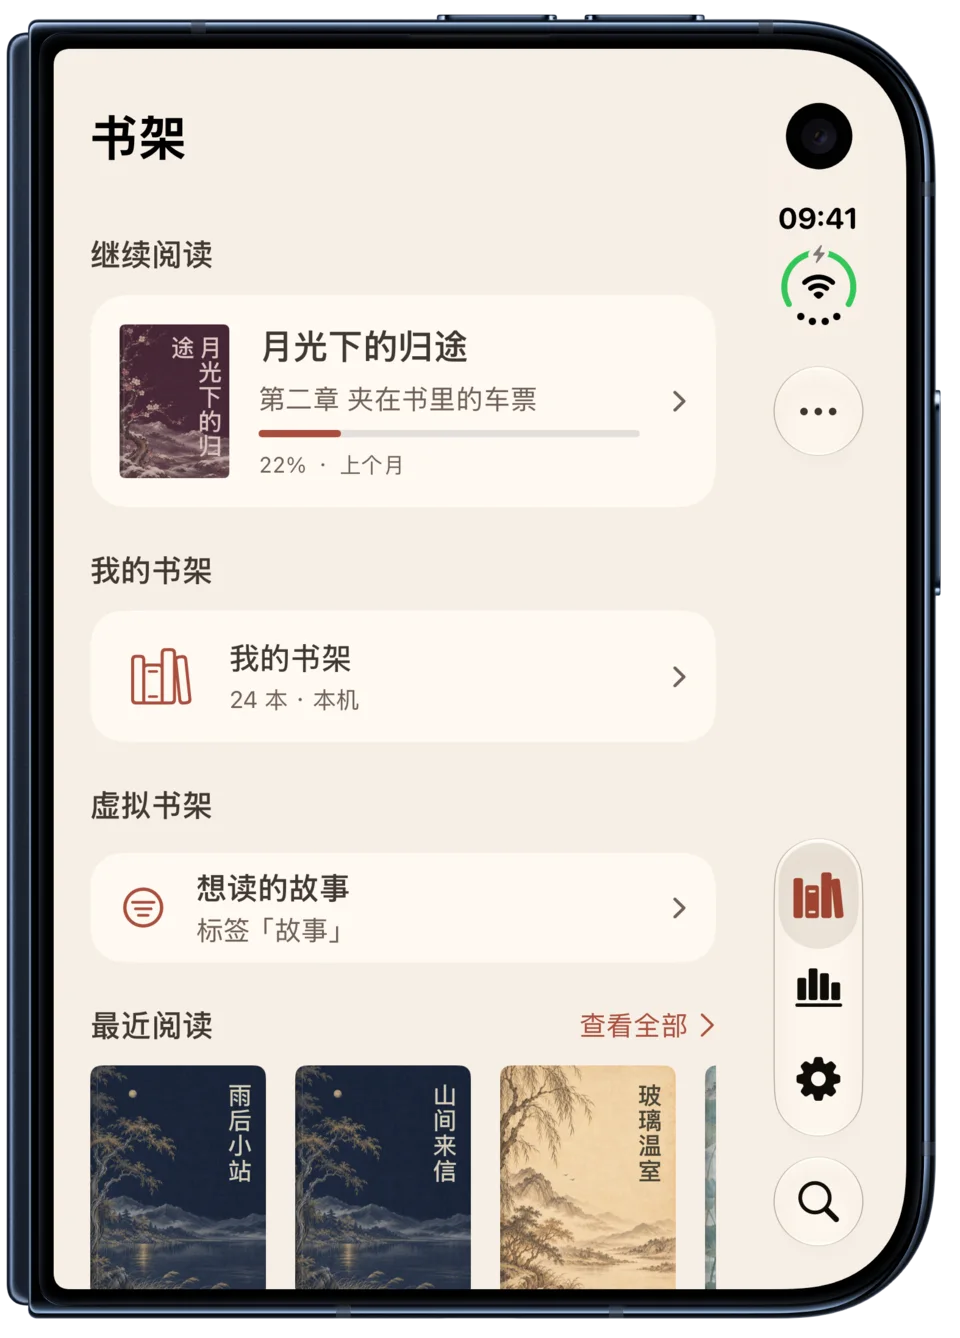 书架
09:41
继续阅读
月光下的归
途
月光下的归途
第二章 夹在书里的车票
22% · 上个月
我的书架
我的书架
24 本 · 本机
虚拟书架
想读的故事
标签「故事」
最近阅读
查看全部
雨后小站
山间来信
玻璃温室